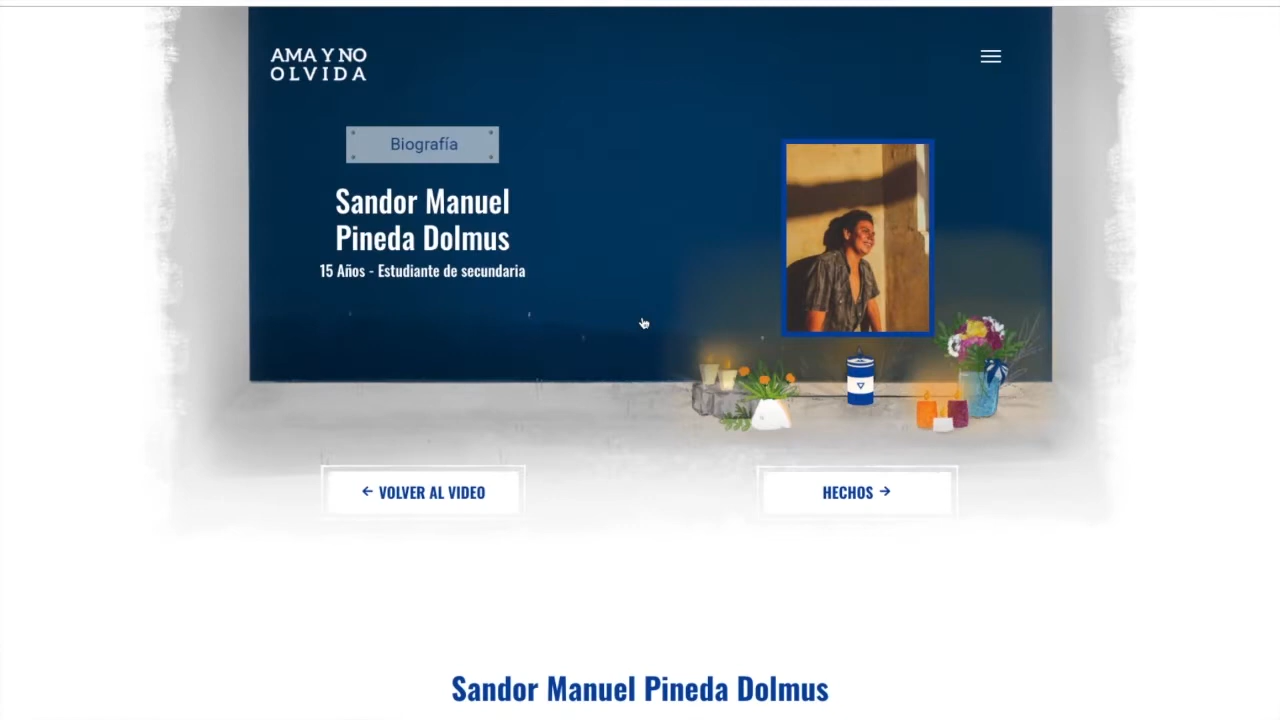 AMA Y NO
OLVIDA
Biografía
Sandor Manuel
Pineda Dolmus
15 Años - Estudiante de secundaria
← VOLVER AL VIDEO
HECHOS →
Sandor Manuel Pineda Dolmus